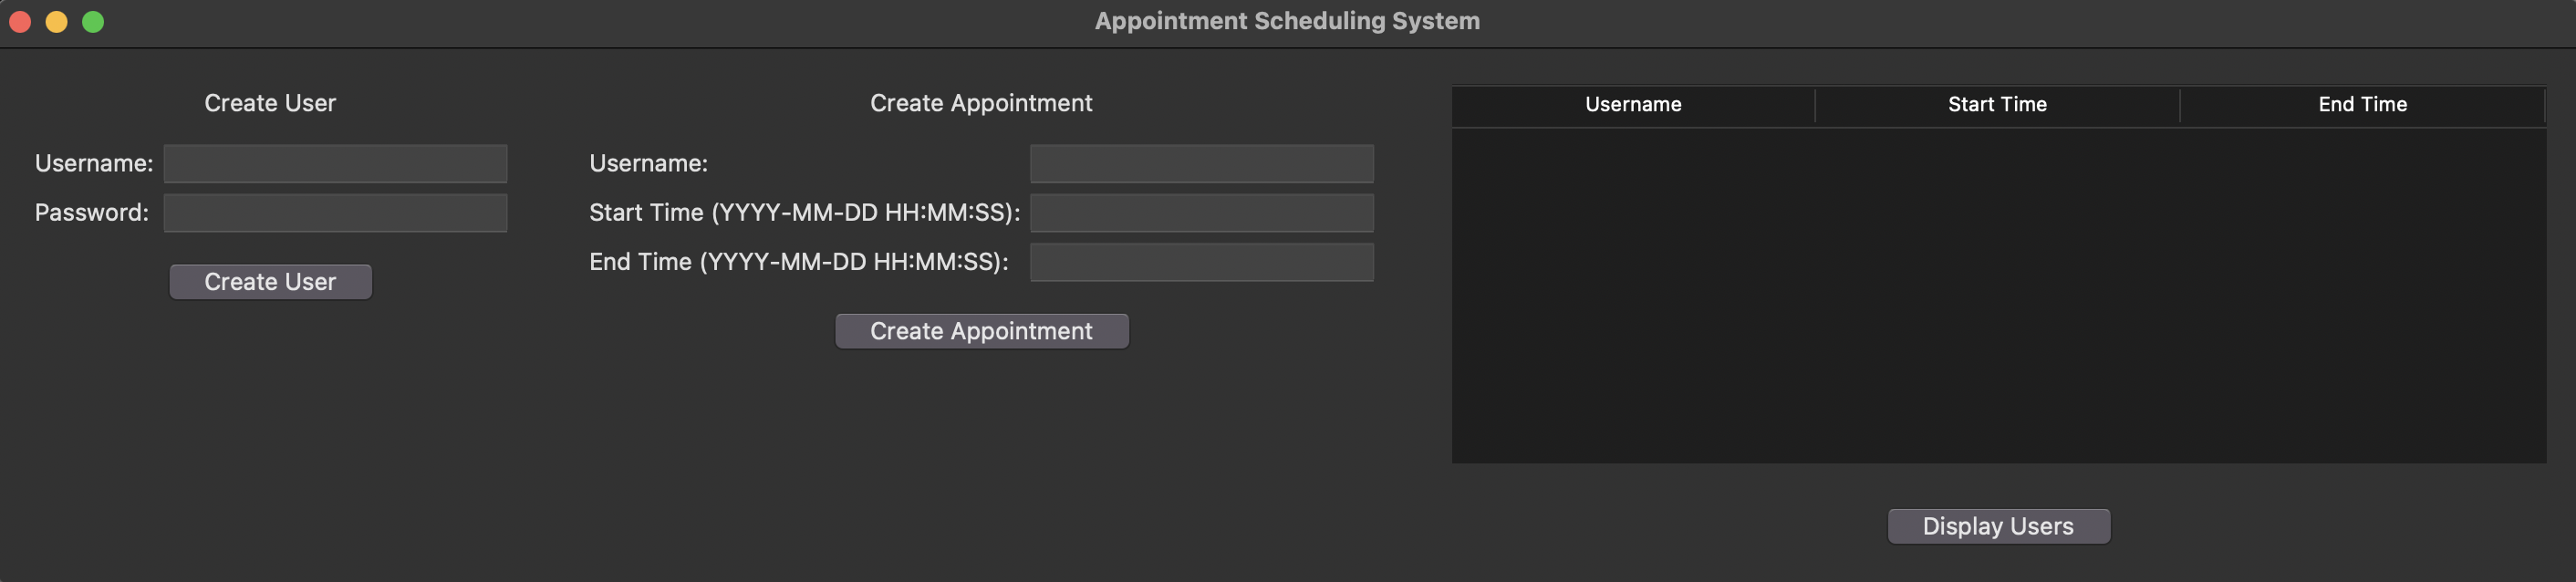 Appointment Scheduling System
Create User
Username:
Password:
Create User
Create Appointment
Username:
Start Time (YYYY-MM-DD HH:MM:SS):
End Time (YYYY-MM-DD HH:MM:SS):
Create Appointment
Username Start Time End Time
Display Users